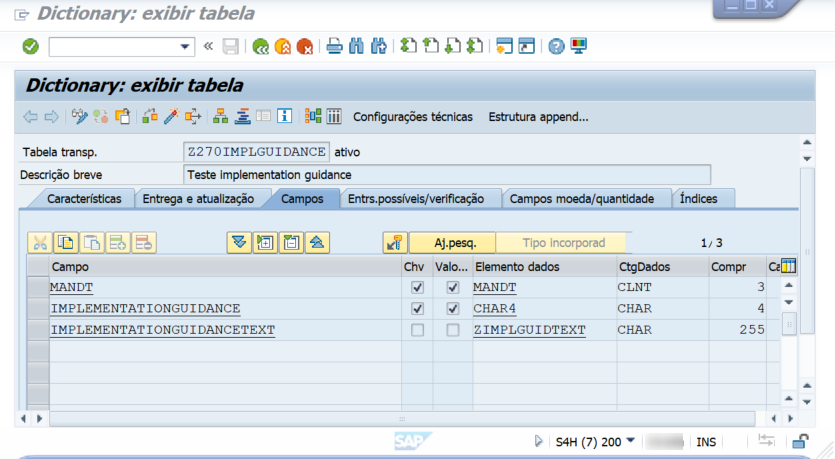 Dictionary: exibir tabela
Dictionary: exibir tabela
Configurações técnicas Estrutura append...
Tabela transp. Z270IMPLGUIDANCE ativo
Descrição breve Teste implementation guidance
Características Entrega e atualização Campos Entrs.possíveis/verificação Campos moeda/quantidade Índices
Aj.pesq. Tipo incorporad 1 / 3
Campo Chv Valo... Elemento dados CtgDados Compr Ca
MANDT MANDT CLNT 3
IMPLEMENTATIONGUIDANCE CHAR4 CHAR 4
IMPLEMENTATIONGUIDANCETEXT ZIMPLGUIDTEXT CHAR 255
SAP S4H (7) 200 INS